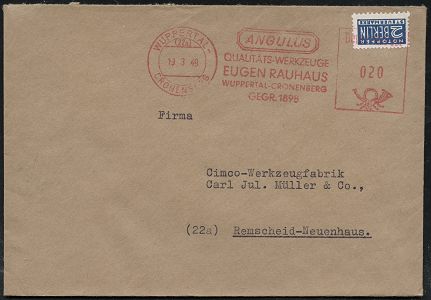 WUPPERTAL-
CRONENBERG
19.3.49
ANGULUS
QUALITÄTS-WERKZEUGE
EUGEN RAUHAUS
WUPPERTAL-CRONENBERG
GEGR. 1898
020
NOTOPFER
2 BERLIN
STEUERMARKE
Firma
Cimco-Werkzeugfabrik
Carl Jul. Müller & Co.,
(22a) Remscheid-Neuenhaus.